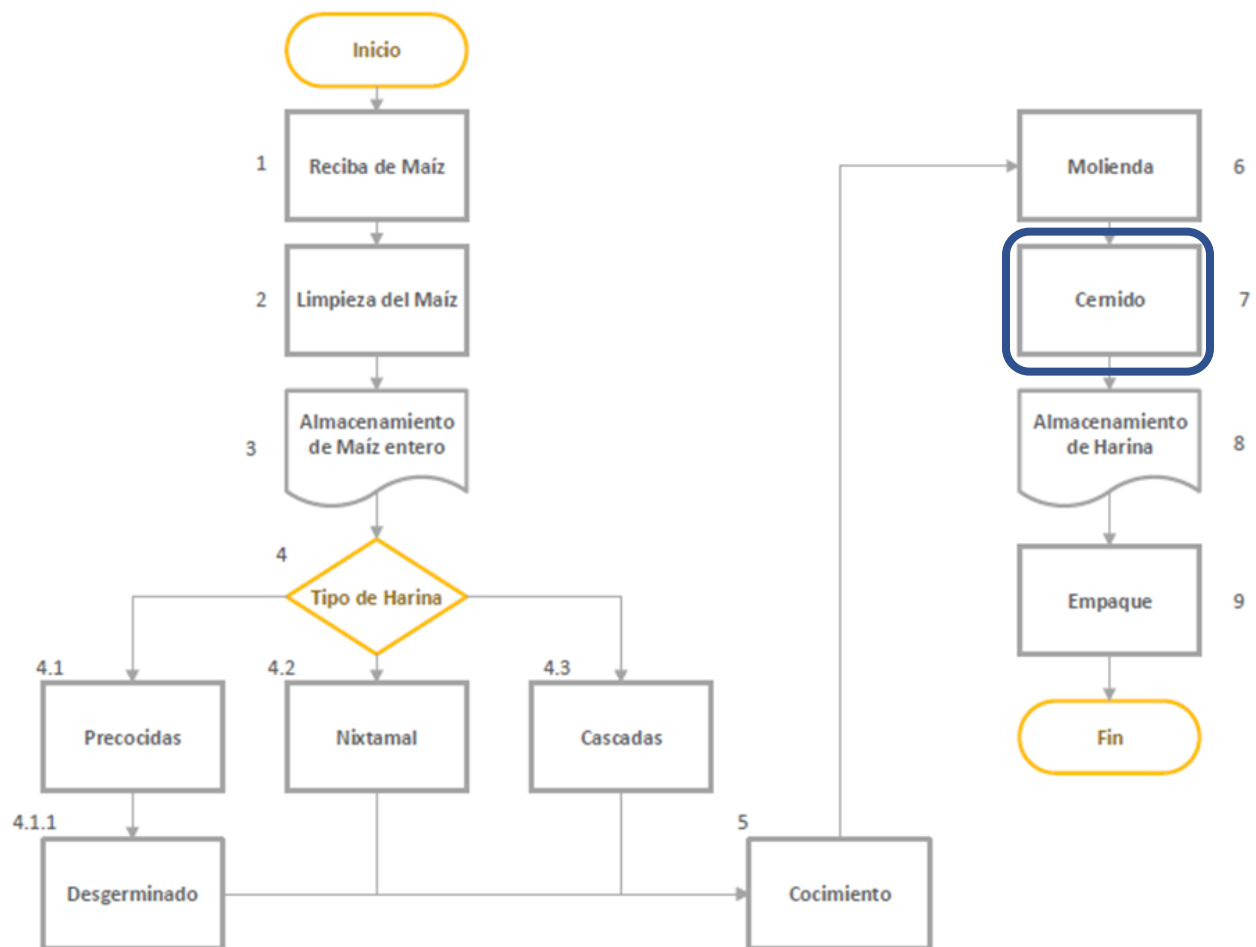 Inicio
1
Reciba de Maíz
2
Limpieza del Maíz
3
Almacenamiento
de Maíz entero
4
Tipo de Harina
4.1
Precocidas
4.2
Nixtamal
4.3
Cascadas
4.1.1
Desgerminado
5
Cocimiento
Molienda
6
Cernido
7
Almacenamiento
de Harina
8
Empaque
9
Fin